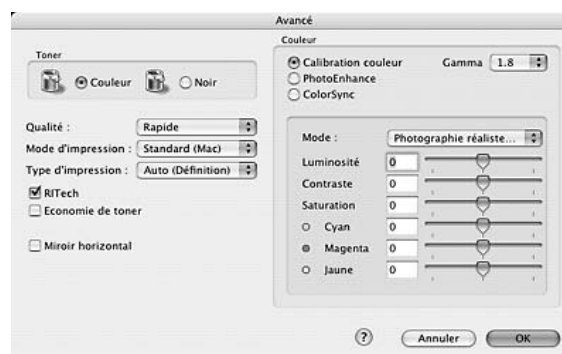 Avancé
Toner
Couleur
Noir
Qualité :
Rapide
Mode d'impression :
Standard (Mac)
Type d'impression :
Auto (Définition)
RITech
Economie de toner
Miroir horizontal
Couleur
Calibration couleur
Gamma
1.8
PhotoEnhance
ColorSync
Mode :
Photographie réaliste...
Luminosité
0
Contraste
0
Saturation
0
Cyan
0
Magenta
0
Jaune
0
?
Annuler
OK